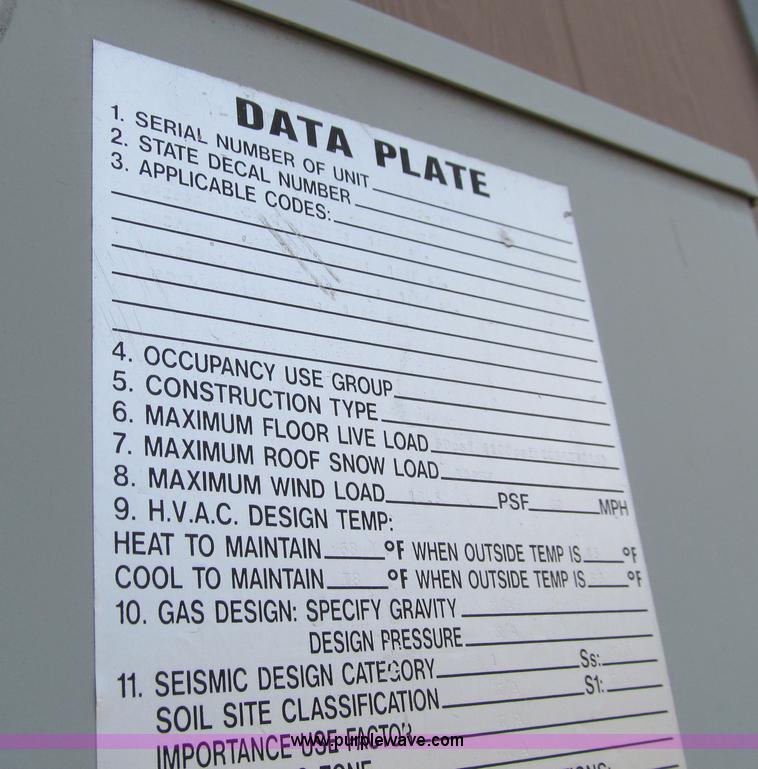 DATA PLATE
1. SERIAL NUMBER OF UNIT
2. STATE DECAL NUMBER
3. APPLICABLE CODES:
4. OCCUPANCY USE GROUP
5. CONSTRUCTION TYPE
6. MAXIMUM FLOOR LIVE LOAD
7. MAXIMUM ROOF SNOW LOAD
8. MAXIMUM WIND LOAD PSF MPH
9. H.V.A.C. DESIGN TEMP:
HEAT TO MAINTAIN °F WHEN OUTSIDE TEMP IS °F
COOL TO MAINTAIN °F WHEN OUTSIDE TEMP IS °F
10. GAS DESIGN: SPECIFY GRAVITY
DESIGN PRESSURE
11. SEISMIC DESIGN CATEGORY Ss:
SOIL SITE CLASSIFICATION S1:
IMPORTANCE USE FACTOR
www.purplewave.com